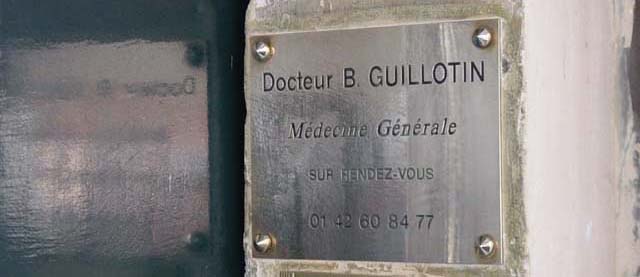 Docteur B. GUILLOTIN
Médecine Générale
SUR RENDEZ-VOUS
01 42 60 84 77